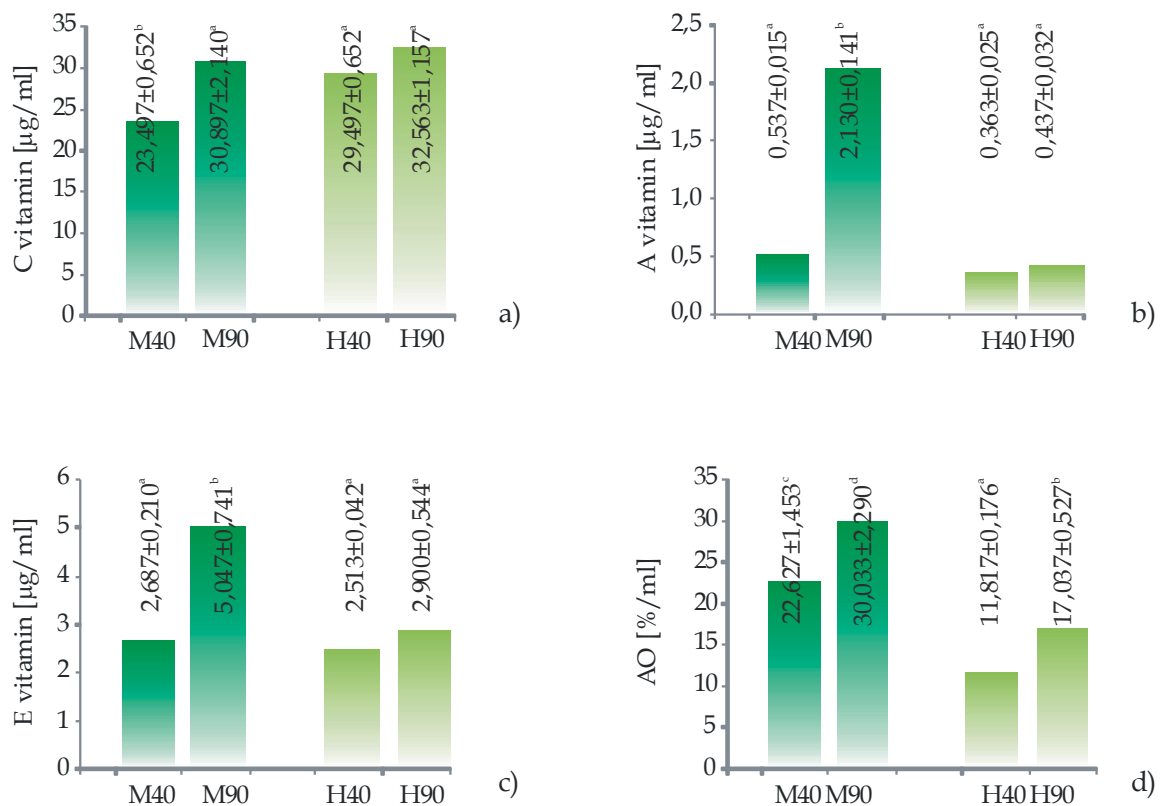 C vitamin [µg/ml]
35
30
25
20
15
10
5
0
23,497±0,652ᵇ
30,897±2,140ᵃ
29,497±0,652ᵃ
32,563±1,157ᵃ
M40 M90 H40 H90
a)
A vitamin [µg/ml]
2,5
2,0
1,5
1,0
0,5
0,0
0,537±0,015ᵃ
2,130±0,141ᵇ
0,363±0,025ᵃ
0,437±0,032ᵃ
M40 M90 H40 H90
b)
E vitamin [µg/ml]
6
5
4
3
2
1
0
2,687±0,210ᵃ
5,047±0,741ᵇ
2,513±0,042ᵃ
2,900±0,544ᵃ
M40 M90 H40 H90
c)
AO [%/ml]
35
30
25
20
15
10
5
0
22,627±1,453ᶜ
30,033±2,290ᵈ
11,817±0,176ᵃ
17,037±0,527ᵇ
M40 M90 H40 H90
d)